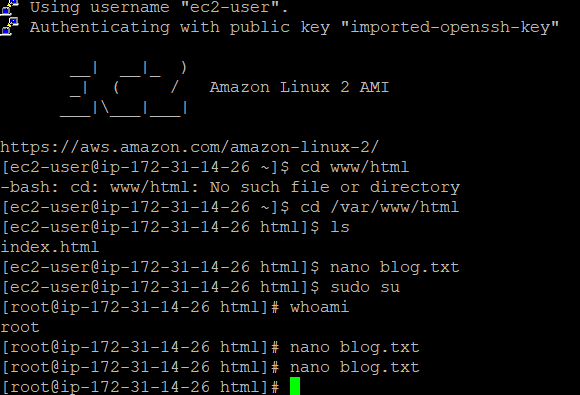 Using username "ec2-user".
Authenticating with public key "imported-openssh-key"
       __|  __|_  )
       _|  (     /   Amazon Linux 2 AMI
      ___|\___|___|
https://aws.amazon.com/amazon-linux-2/
[ec2-user@ip-172-31-14-26 ~]$ cd www/html
-bash: cd: www/html: No such file or directory
[ec2-user@ip-172-31-14-26 ~]$ cd /var/www/html
[ec2-user@ip-172-31-14-26 html]$ ls
index.html
[ec2-user@ip-172-31-14-26 html]$ nano blog.txt
[ec2-user@ip-172-31-14-26 html]$ sudo su
[root@ip-172-31-14-26 html]# whoami
root
[root@ip-172-31-14-26 html]# nano blog.txt
[root@ip-172-31-14-26 html]# nano blog.txt
[root@ip-172-31-14-26 html]#